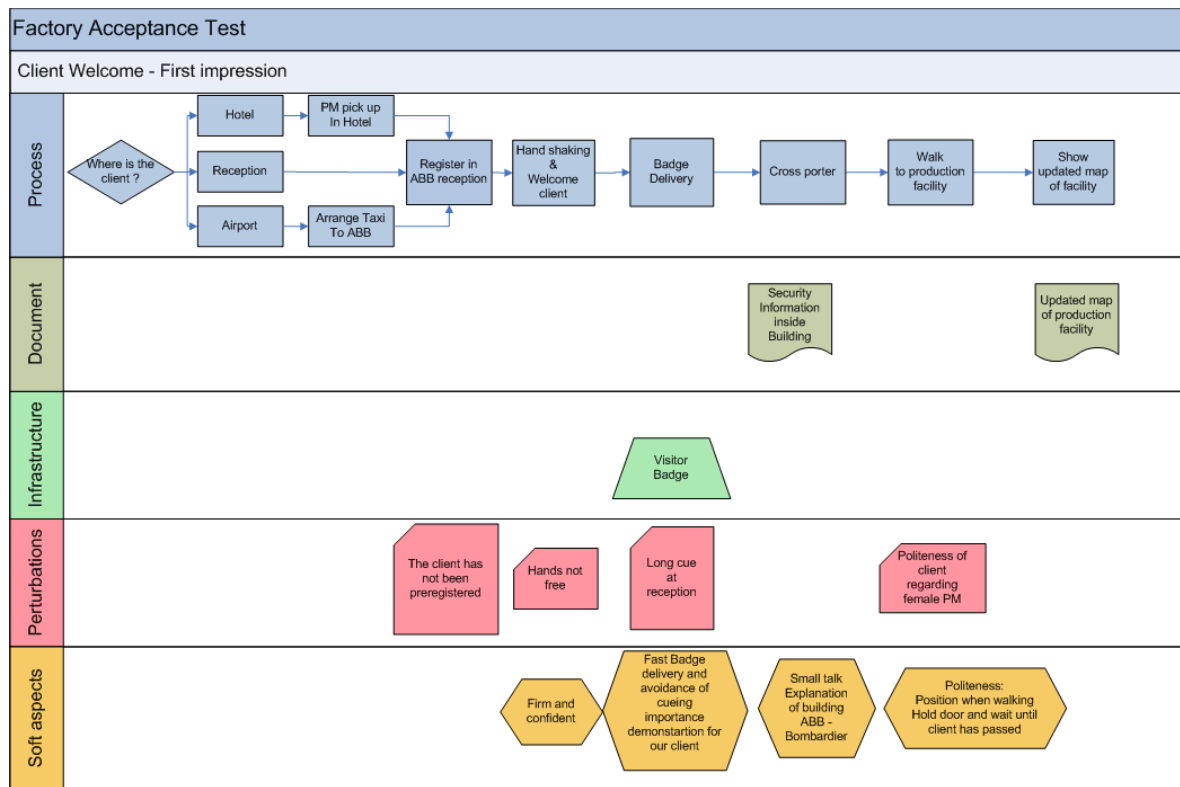 Factory Acceptance Test
Client Welcome - First impression
Process
Where is the
client ?
Hotel
PM pick up
In Hotel
Reception
Airport
Arrange Taxi
To ABB
Register in
ABB reception
Hand shaking
&
Welcome
client
Badge
Delivery
Cross porter
Walk
to production
facility
Show
updated map
of facility
Document
Security
Information
inside
Building
Updated map
of production
facility
Infrastructure
Visitor
Badge
Perturbations
The client has
not been
preregistered
Hands not
free
Long cue
at
reception
Politeness of
client
regarding
female PM
Soft aspects
Firm and
confident
Fast Badge
delivery and
avoidance of
cueing
importance
demonstartion for
our client
Small talk
Explanation
of building
ABB -
Bombardier
Politeness:
Position when walking
Hold door and wait until
client has passed